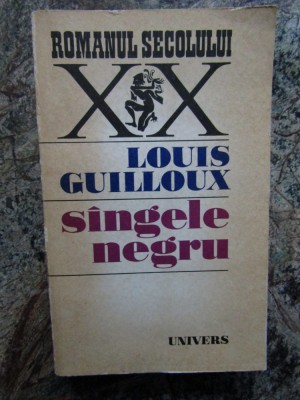 ROMANUL SECOLULUI
XX
LOUIS
GUILLOUX
sîngele
negru
UNIVERS